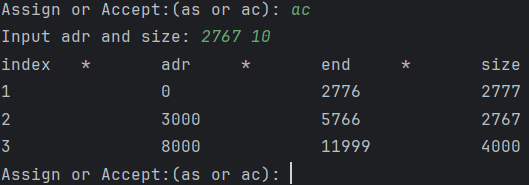 Assign or Accept:(as or ac): ac
Input adr and size: 2767 10
index * adr * end * size
1 0 2776 2777
2 3000 5766 2767
3 8000 11999 4000
Assign or Accept:(as or ac):